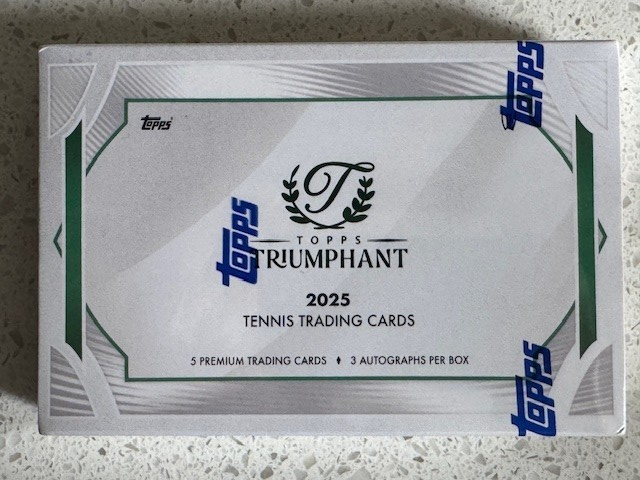 topps
topps
T
topps
TOPPS
TRIUMPHANT
2025
TENNIS TRADING CARDS
5 PREMIUM TRADING CARDS ♦ 3 AUTOGRAPHS PER BOX
topps